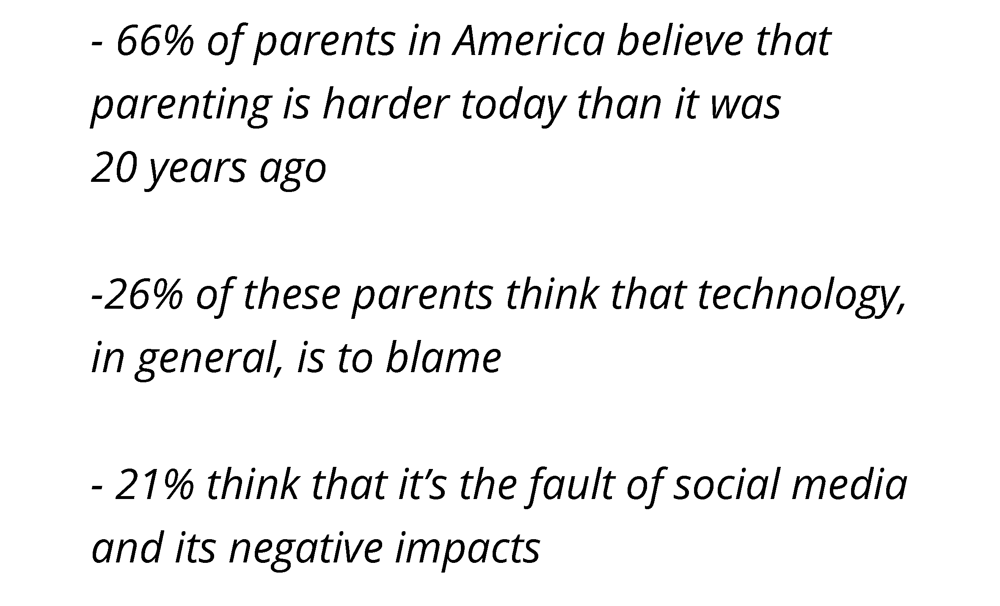 - 66% of parents in America believe that
parenting is harder today than it was
20 years ago
-26% of these parents think that technology,
in general, is to blame
- 21% think that it’s the fault of social media
and its negative impacts